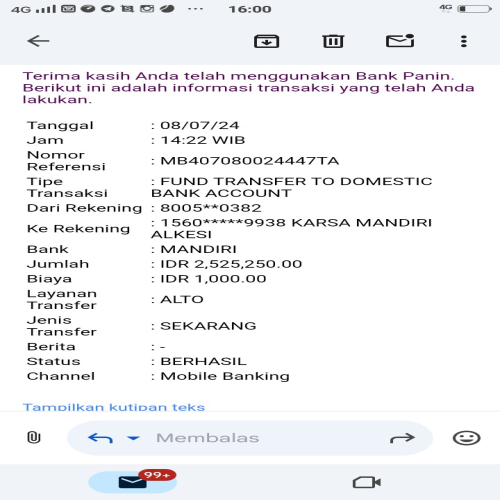 4G 16:00 4G
Terima kasih Anda telah menggunakan Bank Panin.
Berikut ini adalah informasi transaksi yang telah Anda
lakukan.
Tanggal : 08/07/24
Jam : 14:22 WIB
Nomor
Referensi : MB407080024447TA
Tipe : FUND TRANSFER TO DOMESTIC
Transaksi BANK ACCOUNT
Dari Rekening : 8005**0382
Ke Rekening : 1560*****9938 KARSA MANDIRI
ALKESI
Bank : MANDIRI
Jumlah : IDR 2,525,250.00
Biaya : IDR 1,000.00
Layanan
Transfer : ALTO
Jenis
Transfer : SEKARANG
Berita : -
Status : BERHASIL
Channel : Mobile Banking
Tampilkan kutipan teks
Membalas
99+